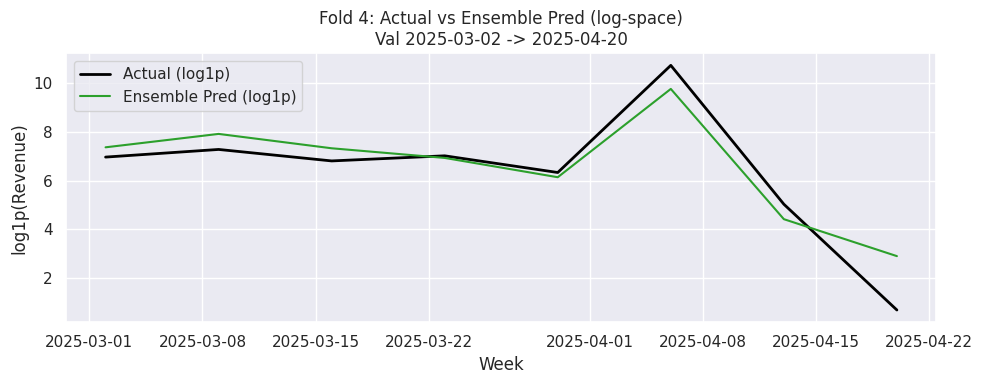 Fold 4: Actual vs Ensemble Pred (log-space)
Val 2025-03-02 -> 2025-04-20
Actual (log1p)
Ensemble Pred (log1p)
log1p(Revenue)
10
8
6
4
2
2025-03-01 2025-03-08 2025-03-15 2025-03-22 2025-04-01 2025-04-08 2025-04-15 2025-04-22
Week